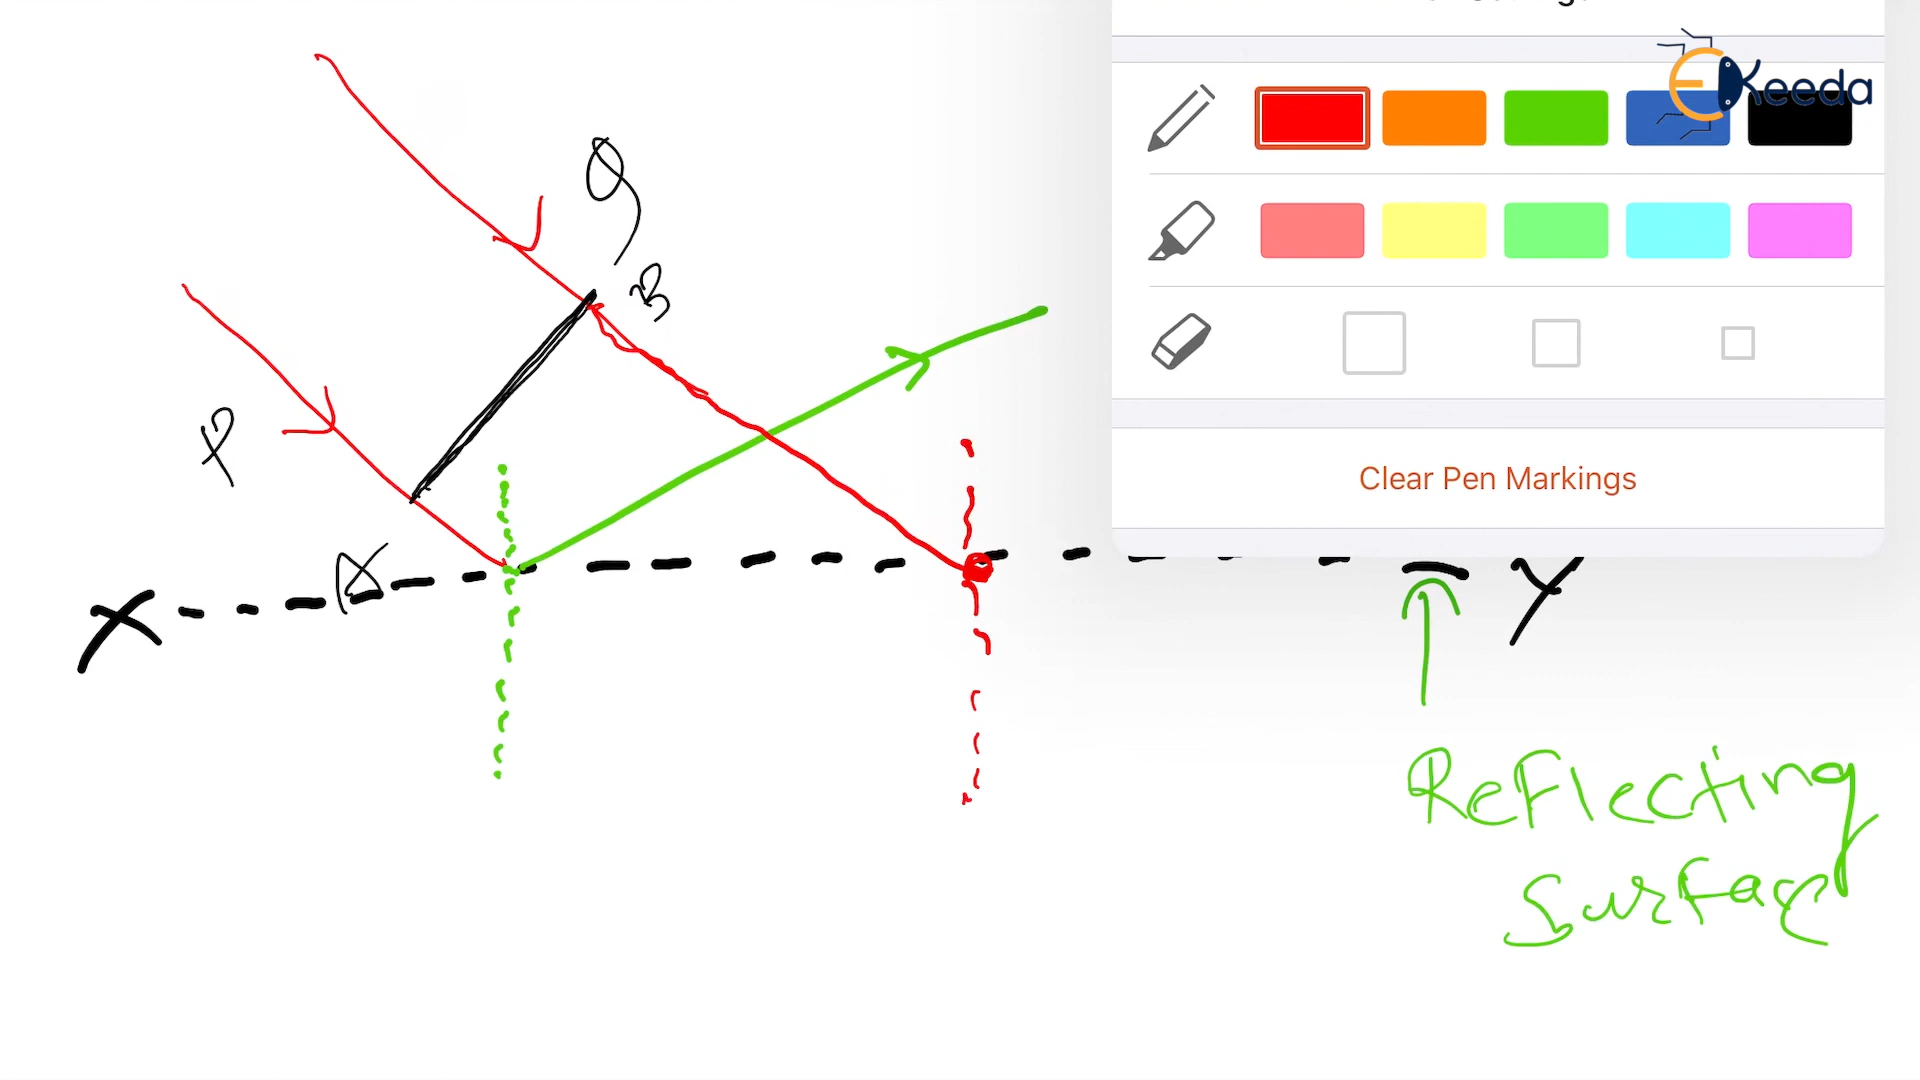 EKeeda
Q
B
P
A
X
Y
Clear Pen Markings
Reflecting
Surface